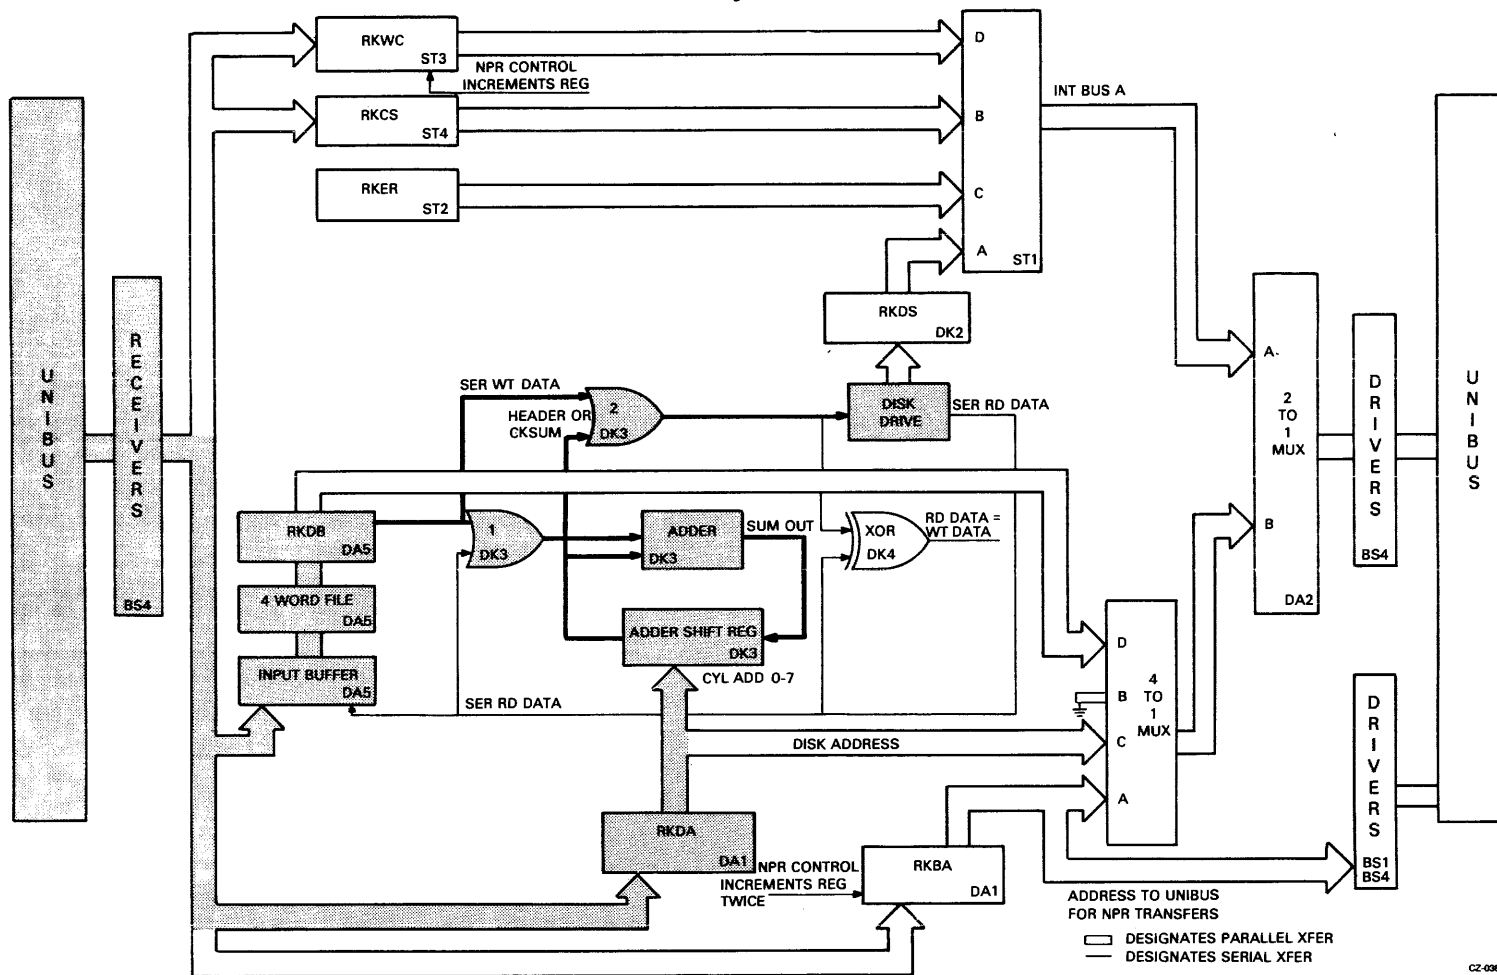 RKWC
ST3
NPR CONTROL
INCREMENTS REG
RKCS
ST4
RKER
ST2
D
B
C
A
ST1
INT BUS A
RKDS
DK2
UNIBUS
RECEIVERS
BS4
SER WT DATA
HEADER OR
CKSUM
2
DK3
DISK
DRIVE
SER RD DATA
RKDB
DA5
1
DK3
ADDER
DK3
SUM OUT
XOR
DK4
RD DATA =
WT DATA
4 WORD FILE
DA5
INPUT BUFFER
DA5
ADDER SHIFT REG
DK3
CYL ADD 0-7
SER RD DATA
DISK ADDRESS
D
B
C
A
4
TO
1
MUX
A
B
2
TO
1
MUX
DA2
DRIVERS
BS4
UNIBUS
DRIVERS
BS1
BS4
RKDA
DA1
NPR CONTROL
INCREMENTS REG
TWICE
RKBA
DA1
ADDRESS TO UNIBUS
FOR NPR TRANSFERS
DESIGNATES PARALLEL XFER
DESIGNATES SERIAL XFER